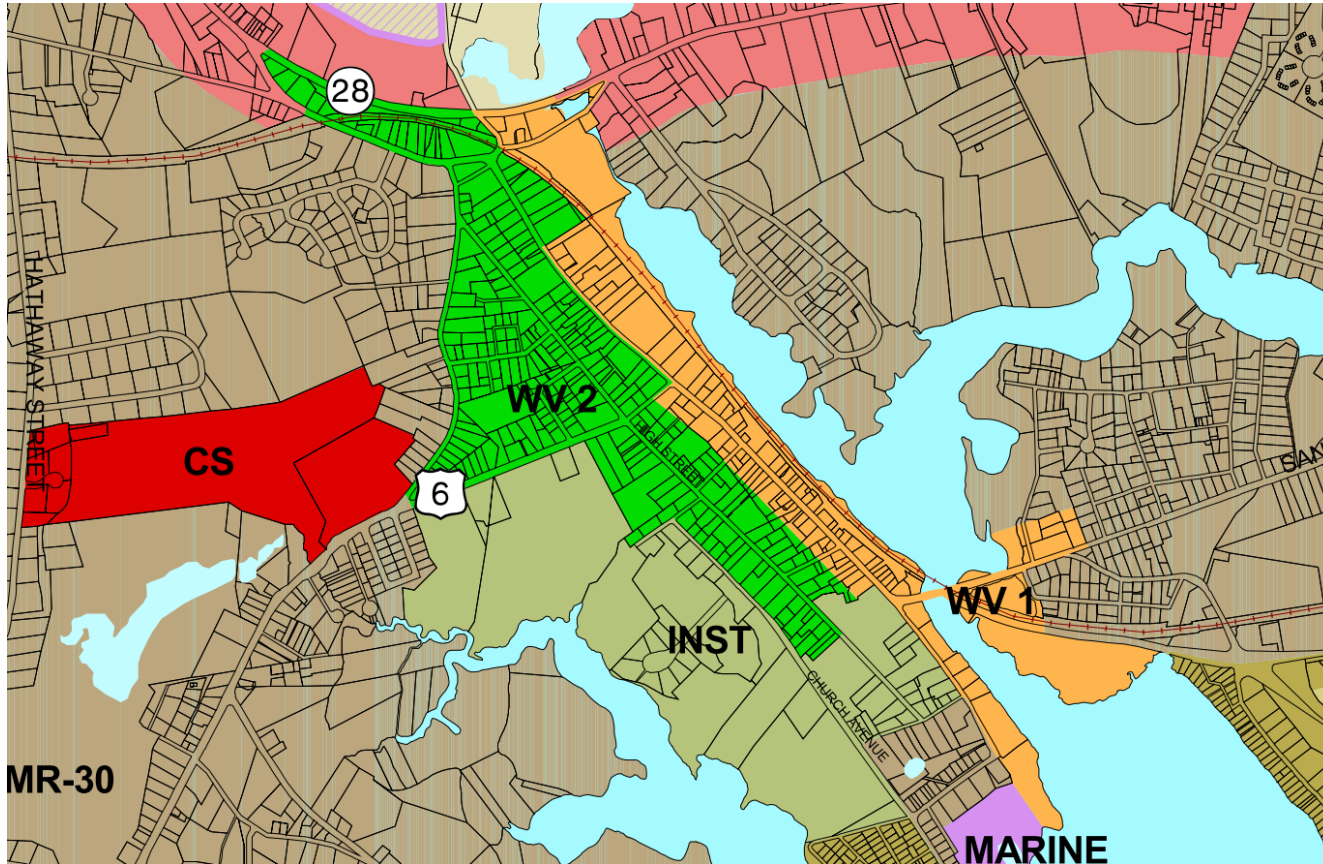 28
HATHAWAY STREET
WV 2
HIGH STREET
CS
6
SAN
WV 1
INST
CHURCH AVENUE
MR-30
MARINE